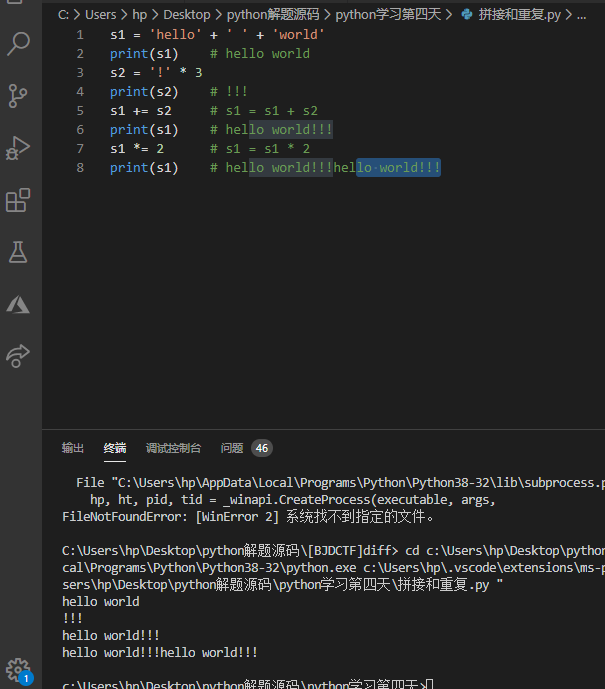 C: > Users > hp > Desktop > python解题源码 > python学习第四天 > 拼接和重复.py > ...
1 s1 = 'hello' + ' ' + 'world'
2 print(s1) # hello world
3 s2 = '!' * 3
4 print(s2) # !!!
5 s1 += s2 # s1 = s1 + s2
6 print(s1) # hello world!!!
7 s1 *= 2 # s1 = s1 * 2
8 print(s1) # hello world!!!hello world!!!
输出 终端 调试控制台 问题 46
File "C:\Users\hp\AppData\Local\Programs\Python\Python38-32\lib\subprocess.p
hp, ht, pid, tid = _winapi.CreateProcess(executable, args,
FileNotFoundError: [WinError 2] 系统找不到指定的文件。
C:\Users\hp\Desktop\python解题源码\[BJDCTF]diff> cd c:\Users\hp\Desktop\python
cal\Programs\Python\Python38-32\python.exe c:\Users\hp\.vscode\extensions\ms-p
sers\hp\Desktop\python解题源码\python学习第四天\拼接和重复.py "
hello world
!!!
hello world!!!
hello world!!!hello world!!!
c:\Users\hp\Desktop\python解题源码\python学习第四天>
1